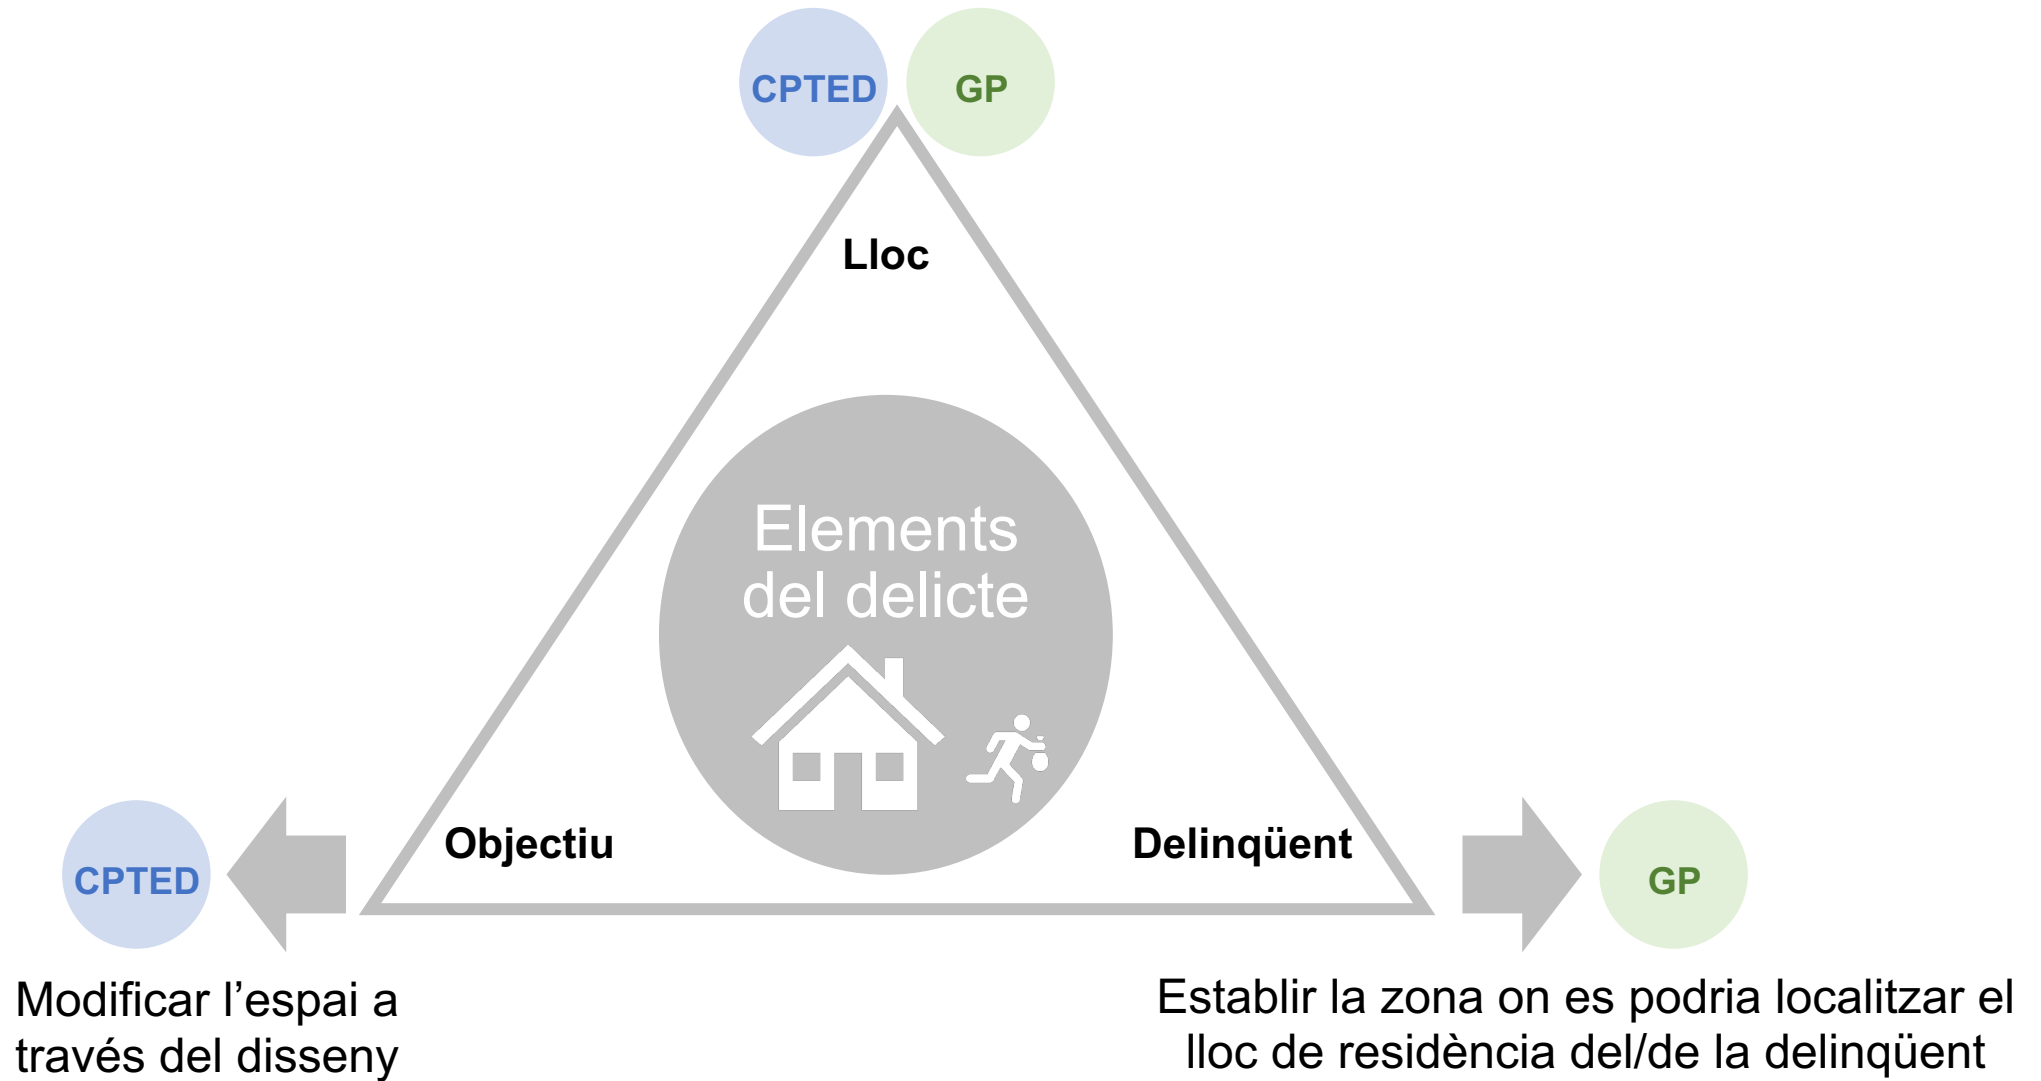 CPTED
GP
Lloc
Elements
del delicte
Objectiu
Delinqüent
CPTED
GP
Modificar l’espai a
través del disseny
Establir la zona on es podria localitzar el
lloc de residència del/de la delinqüent